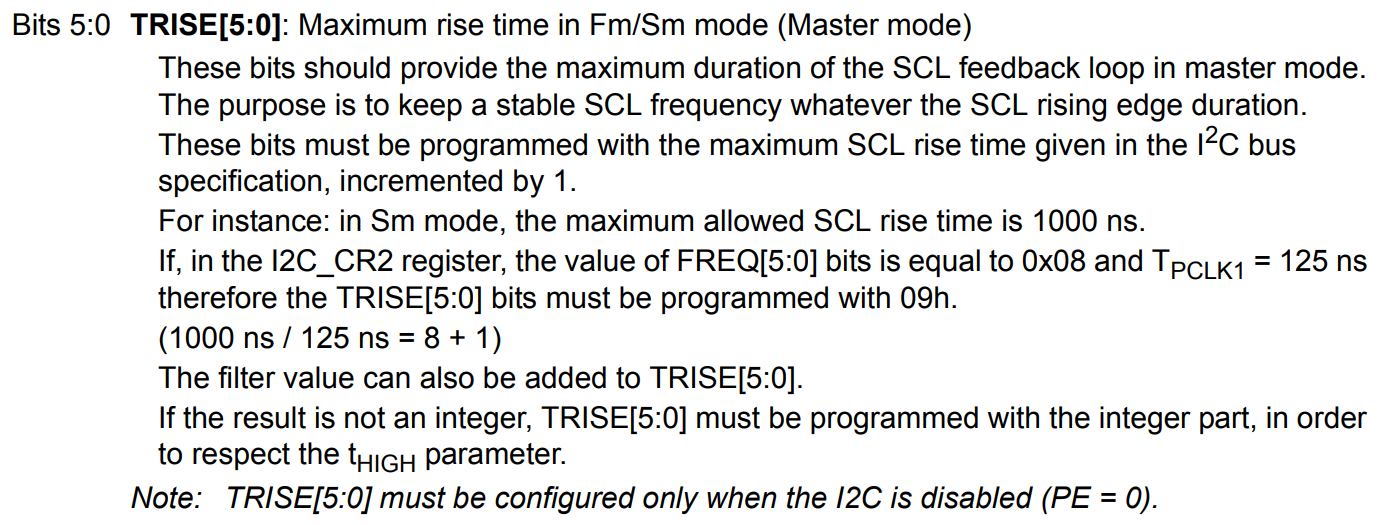 Bits 5:0 TRISE[5:0]: Maximum rise time in Fm/Sm mode (Master mode)
These bits should provide the maximum duration of the SCL feedback loop in master mode.
The purpose is to keep a stable SCL frequency whatever the SCL rising edge duration.
These bits must be programmed with the maximum SCL rise time given in the I2C bus
specification, incremented by 1.
For instance: in Sm mode, the maximum allowed SCL rise time is 1000 ns.
If, in the I2C_CR2 register, the value of FREQ[5:0] bits is equal to 0x08 and TPCLK1 = 125 ns
therefore the TRISE[5:0] bits must be programmed with 09h.
(1000 ns / 125 ns = 8 + 1)
The filter value can also be added to TRISE[5:0].
If the result is not an integer, TRISE[5:0] must be programmed with the integer part, in order
to respect the tHIGH parameter.
Note: TRISE[5:0] must be configured only when the I2C is disabled (PE = 0).